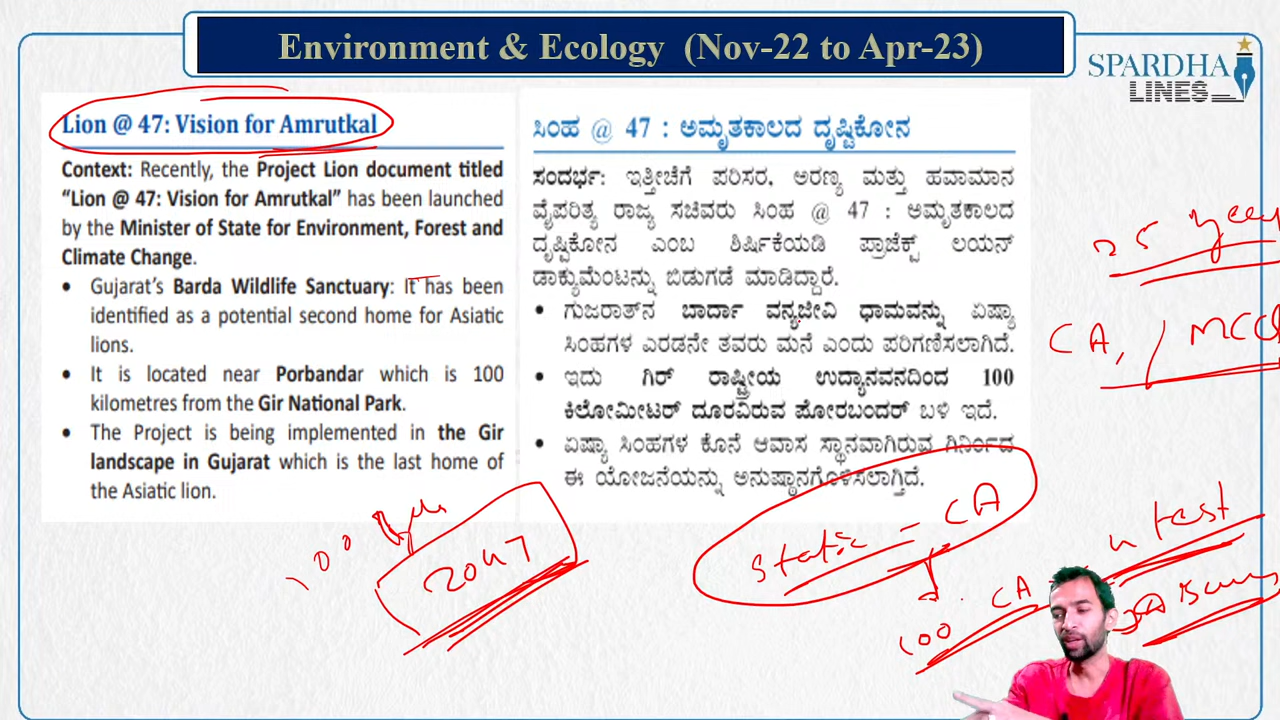 Environment & Ecology (Nov-22 to Apr-23)
SPARDHA
LINES
Lion @ 47: Vision for Amrutkal
Context: Recently, the Project Lion document titled
"Lion @ 47: Vision for Amrutkal" has been launched
by the Minister of State for Environment, Forest and
Climate Change.
• Gujarat's Barda Wildlife Sanctuary: It has been
identified as a potential second home for Asiatic
lions.
• It is located near Porbandar which is 100
kilometres from the Gir National Park.
• The Project is being implemented in the Gir
landscape in Gujarat which is the last home of
the Asiatic lion.
ಸಿಂಹ @ 47 : ಅಮೃತಕಾಲದ ದೃಷ್ಟಿಕೋನ
ಸಂದರ್ಭ: ಇತ್ತೀಚೆಗೆ ಪರಿಸರ, ಅರಣ್ಯ ಮತ್ತು ಹವಾಮಾನ
ವೈಪರಿತ್ಯ ರಾಜ್ಯ ಸಚಿವರು ಸಿಂಹ @ 47 : ಅಮೃತಕಾಲದ
ದೃಷ್ಟಿಕೋನ ಎಂಬ ಶಿರ್ಷಿಕೆಯಡಿ ಪ್ರಾಜೆಕ್ಟ್ ಲಯನ್
ಡಾಕ್ಯುಮೆಂಟನ್ನು ಬಿಡುಗಡೆ ಮಾಡಿದ್ದಾರೆ.
• ಗುಜರಾತ್‌ನ ಬಾರ್ದಾ ವನ್ಯಜೀವಿ ಧಾಮವನ್ನು ಏಷ್ಯಾ
ಸಿಂಹಗಳ ಎರಡನೇ ತವರು ಮನೆ ಎಂದು ಪರಿಗಣಿಸಲಾಗಿದೆ.
• ಇದು ಗಿರ್ ರಾಷ್ಟ್ರೀಯ ಉದ್ಯಾನವನದಿಂದ 100
ಕಿಲೋಮೀಟರ್ ದೂರವಿರುವ ಪೋರಬಂದರ್ ಬಳಿ ಇದೆ.
• ಏಷ್ಯಾ ಸಿಂಹಗಳ ಕೊನೆ ಆವಾಸ ಸ್ಥಾನವಾಗಿರುವ ಗಿರ್ನಿಂದ
ಈ ಯೋಜನೆಯನ್ನು ಅನುಷ್ಠಾನಗೊಳಿಸಲಾಗ್ತಿದೆ.
25 year
CA, /
100
2047
Static = CA
test
100 CA